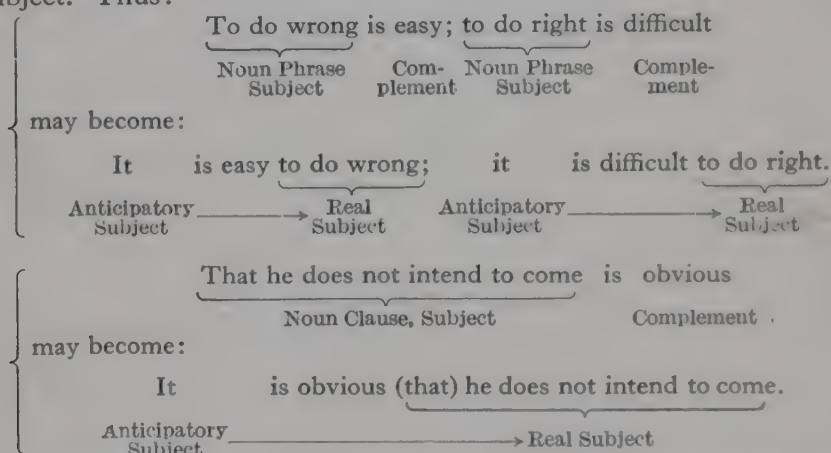 bject. Thus:
To do wrong is easy; to do right is difficult
Noun Phrase Com- Noun Phrase Comple-
Subject plement Subject ment
may become:
It is easy to do wrong; it is difficult to do right.
Anticipatory Real Anticipatory Real
Subject Subject Subject Subject
That he does not intend to come is obvious
Noun Clause, Subject Complement
may become:
It is obvious (that) he does not intend to come.
Anticipatory Real Subject
Subject